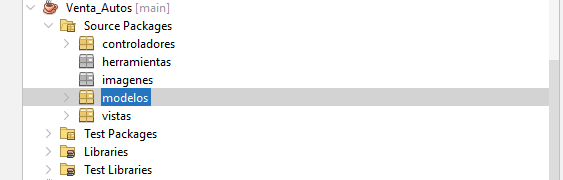 Venta_Autos [main]
Source Packages
controladores
herramientas
imagenes
modelos
vistas
Test Packages
Libraries
Test Libraries